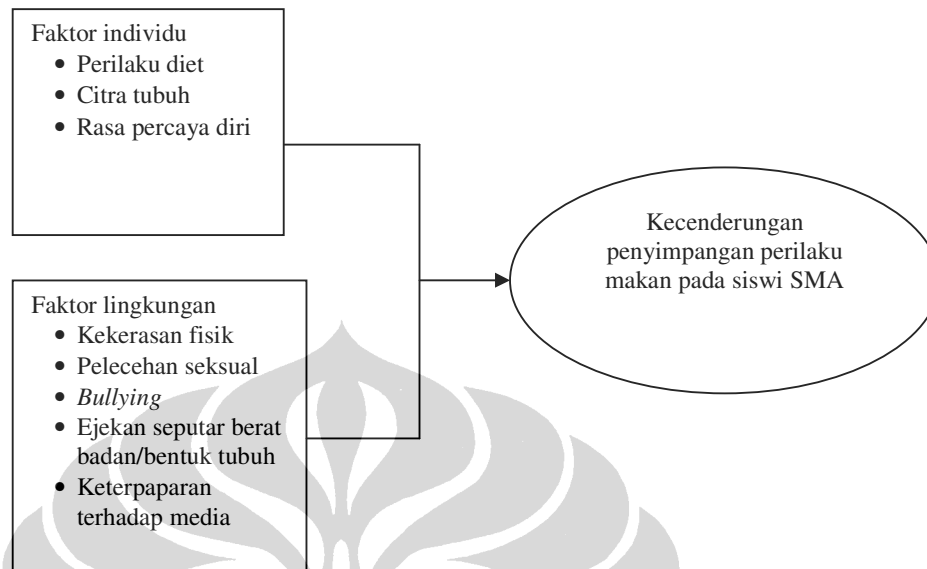 Faktor individu
• Perilaku diet
• Citra tubuh
• Rasa percaya diri
Kecenderungan
penyimpangan perilaku
makan pada siswi SMA
Faktor lingkungan
• Kekerasan fisik
• Pelecehan seksual
• Bullying
• Ejekan seputar berat
badan/bentuk tubuh
• Keterpaparan
terhadap media